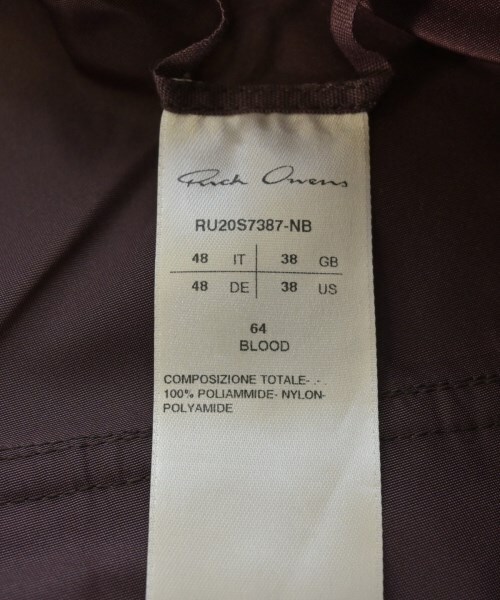 Rick Owens
RU20S7387-NB
48 IT 38 GB
48 DE 38 US
64
BLOOD
COMPOSIZIONE TOTALE- .- .
100% POLIAMMIDE- NYLON-
POLYAMIDE